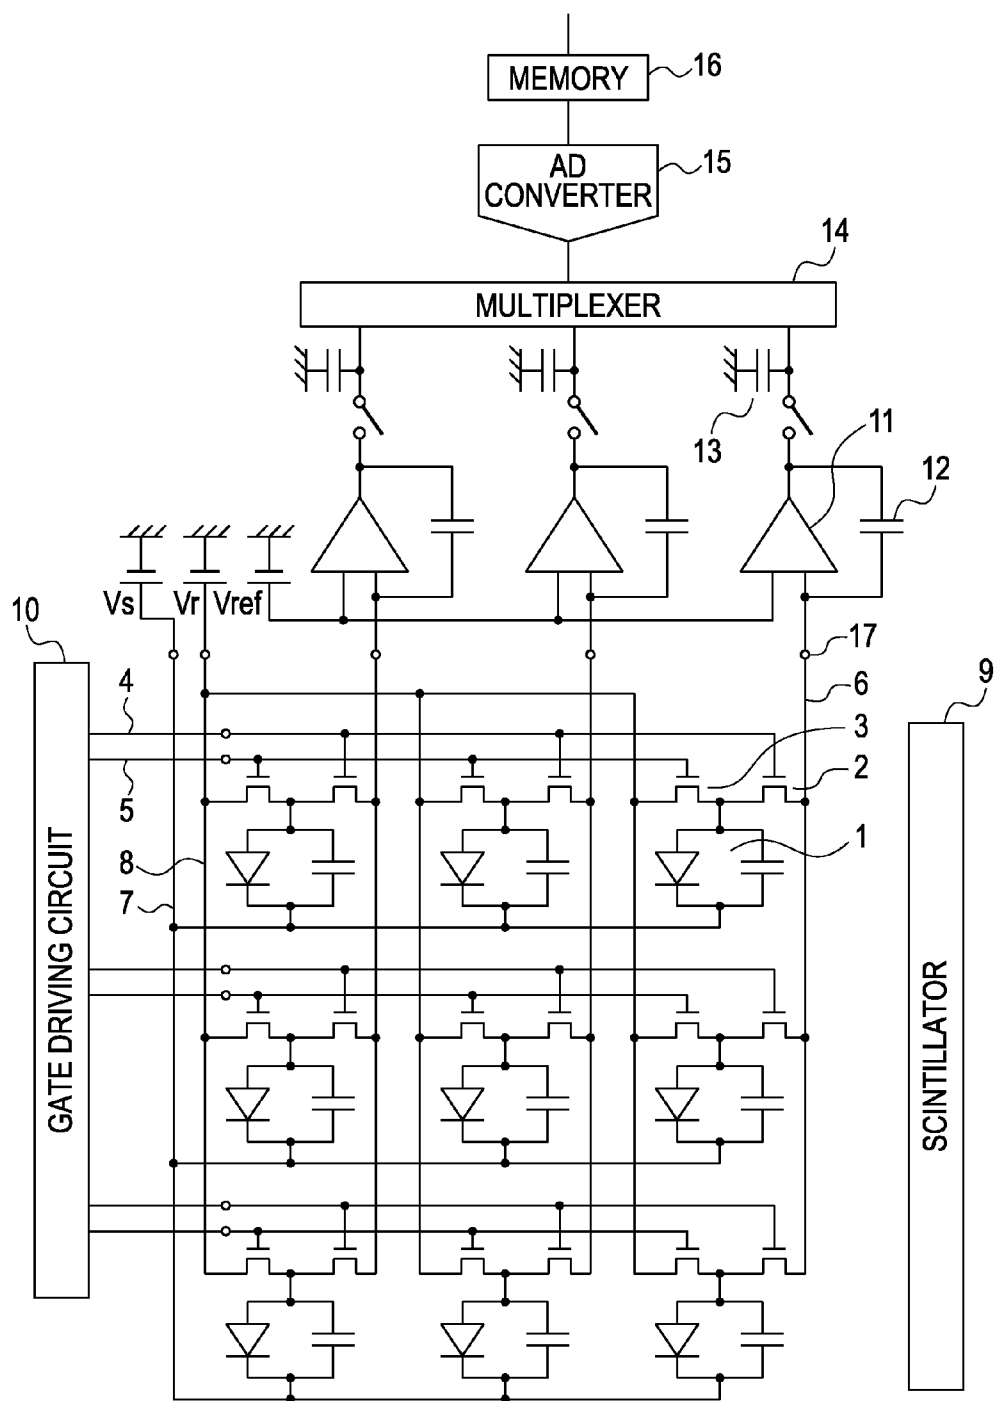 MEMORY
16
AD
CONVERTER
15
14
MULTIPLEXER
13
11
12
Vs
Vr
Vref
10
17
4
6
9
3
2
5
1
8
7
GATE DRIVING CIRCUIT
SCINTILLATOR